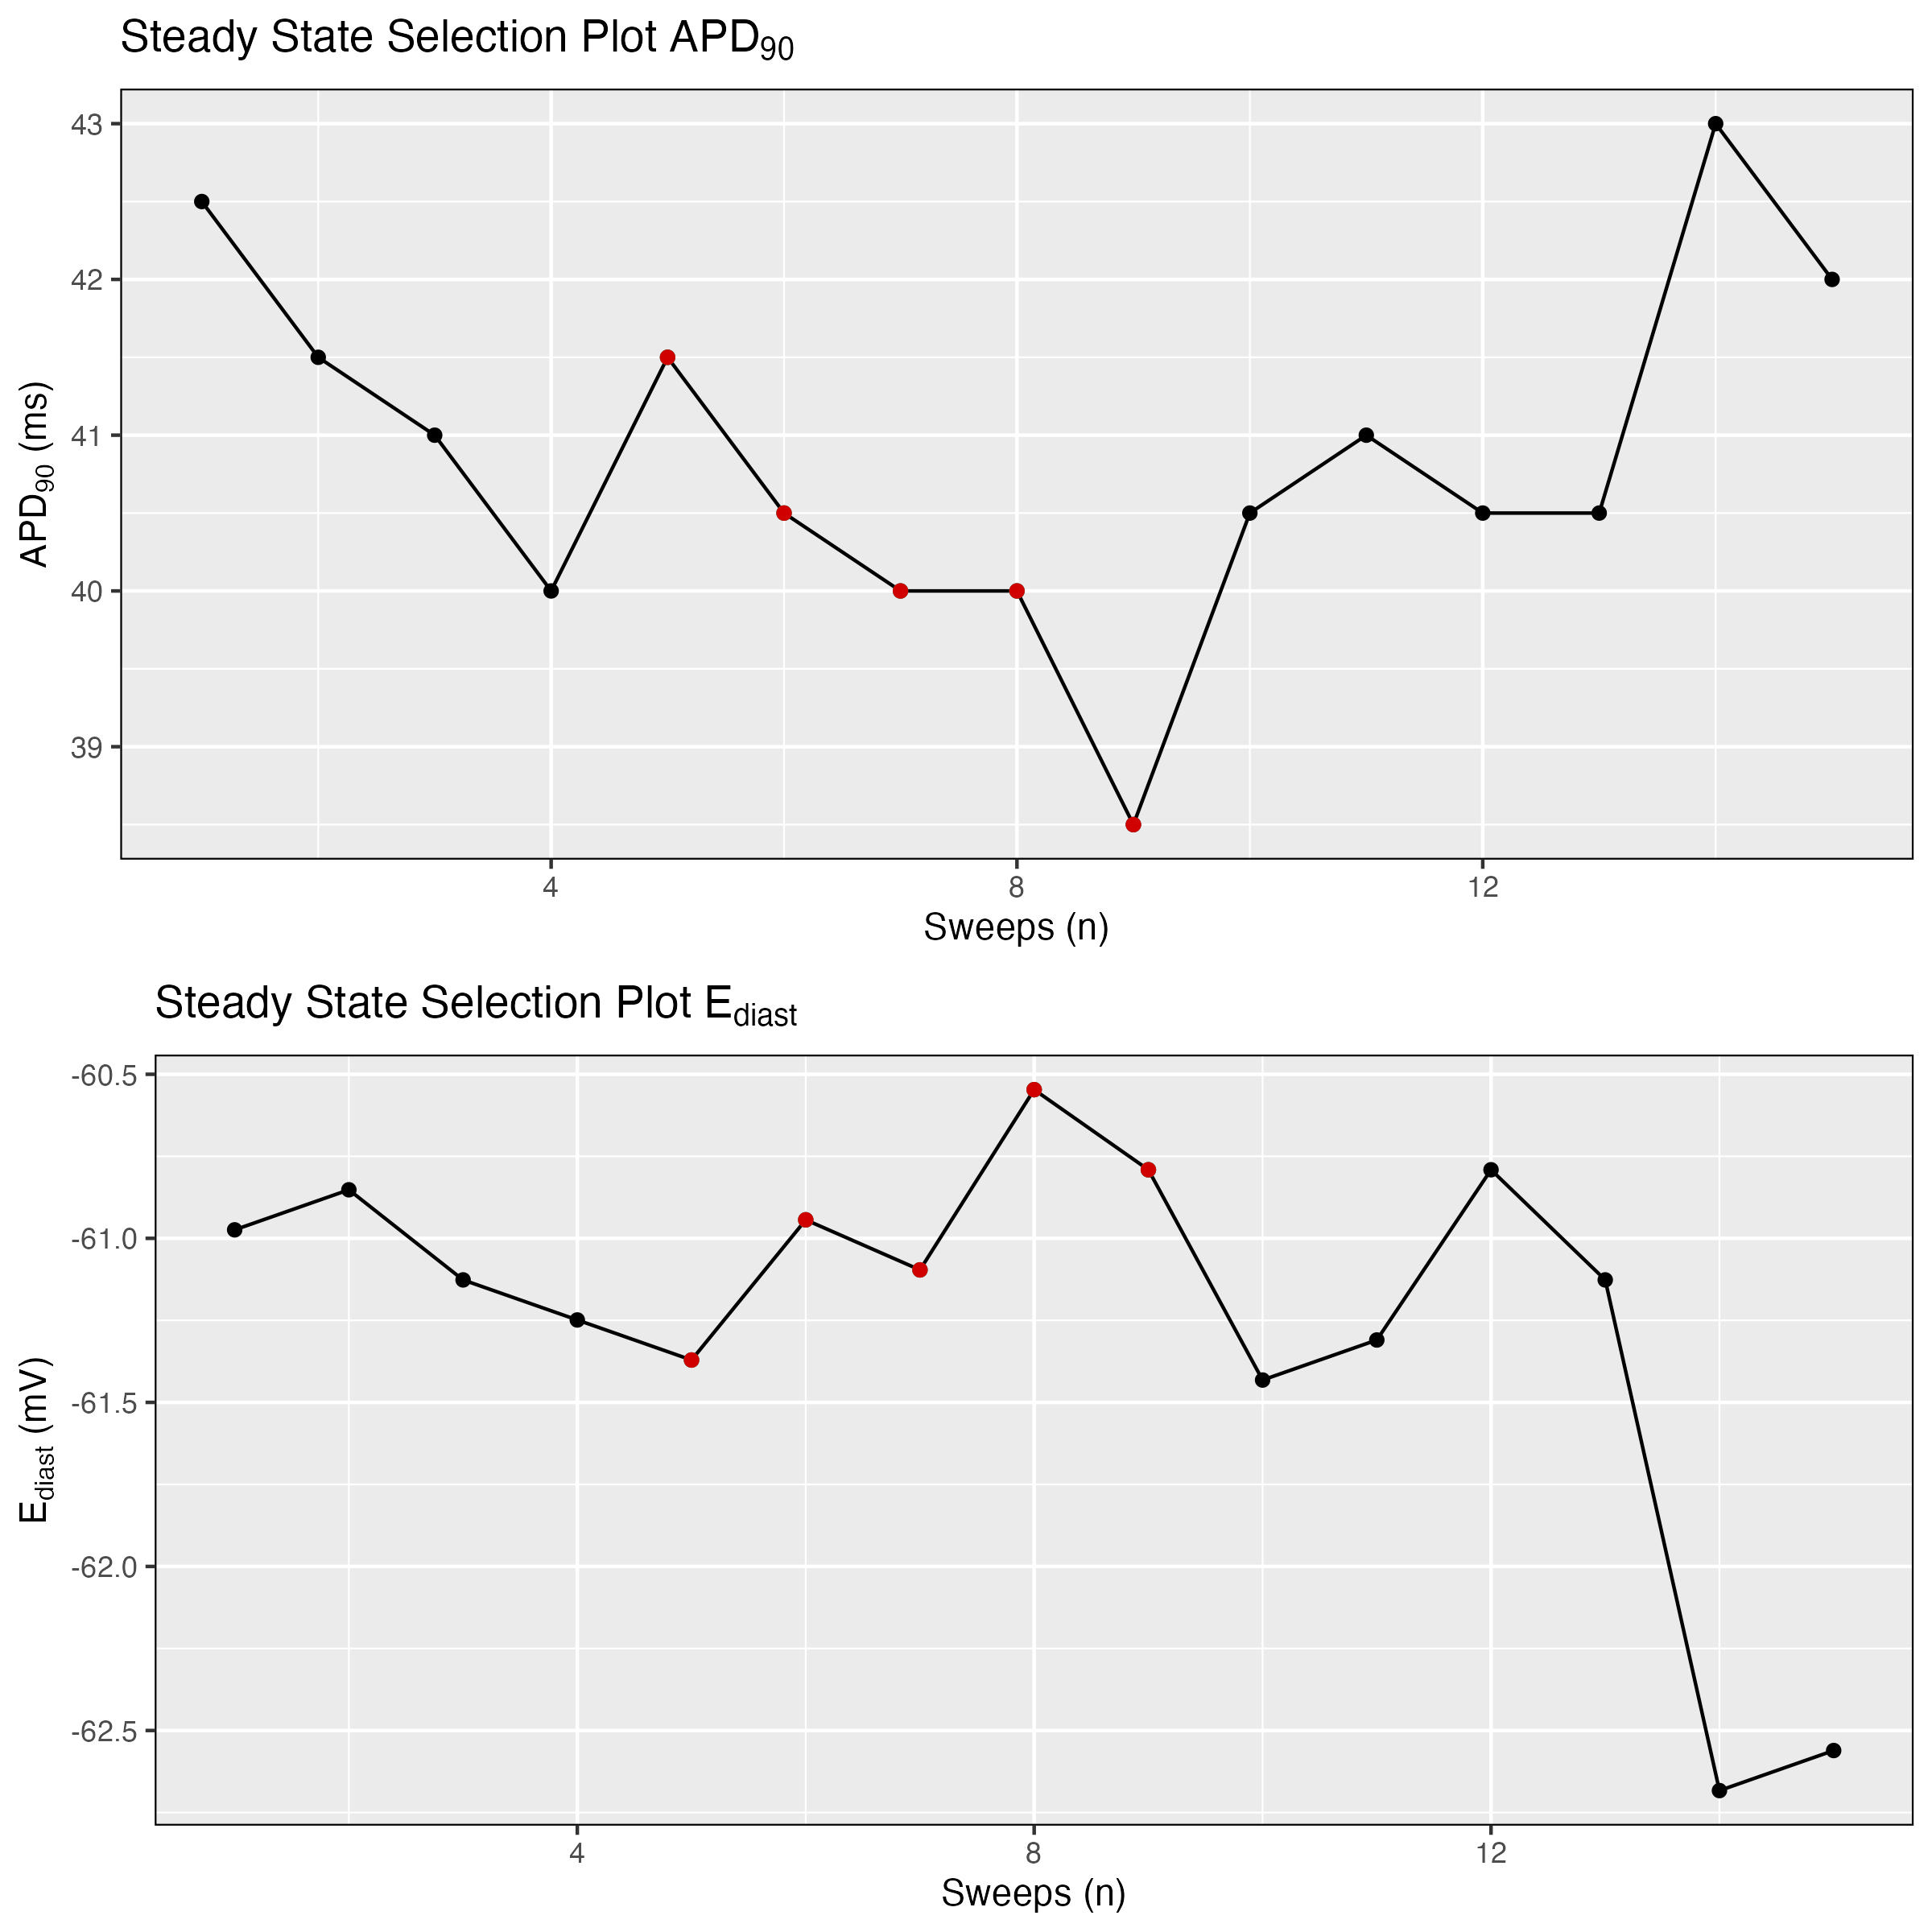 Steady State Selection Plot APD90
43
42
41
40
39
APD90 (ms)
4 8 12
Sweeps (n)
Steady State Selection Plot Ediast
-60.5
-61.0
-61.5
-62.0
-62.5
Ediast (mV)
4 8 12
Sweeps (n)